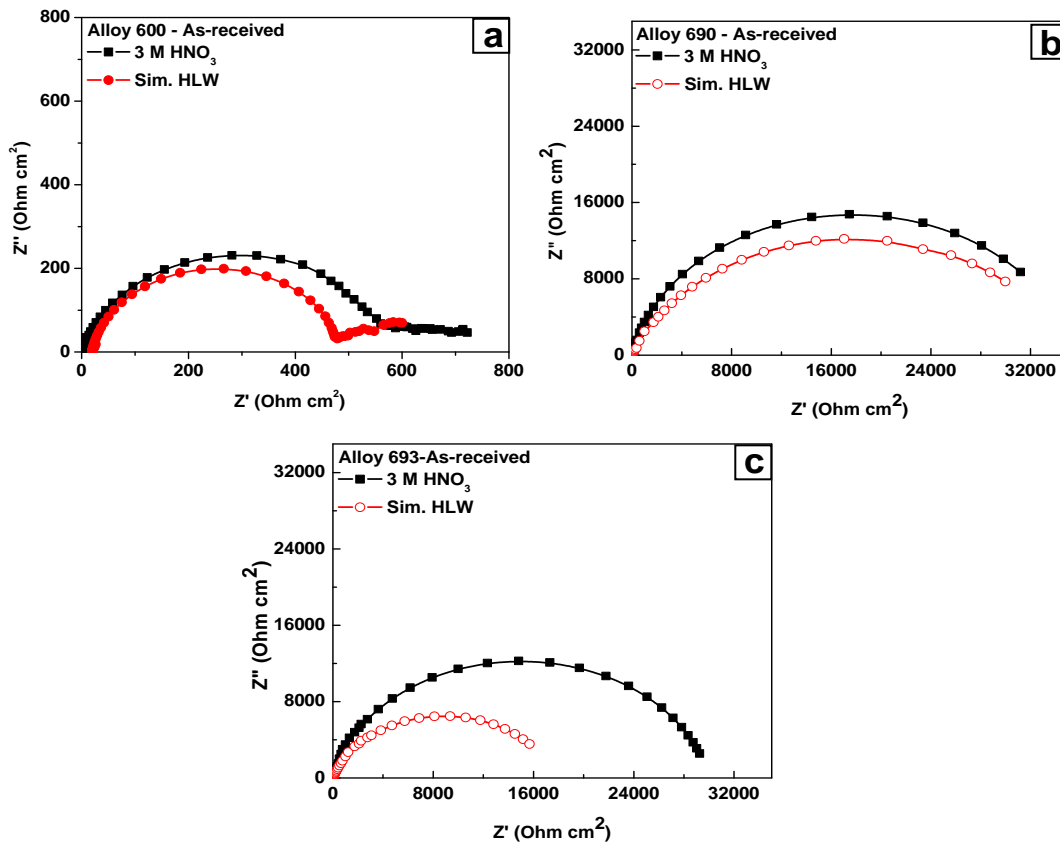 Alloy 600 - As-received
3 M HNO₃
Sim. HLW
a
800
600
400
200
0
0 200 400 600 800
Z'' (Ohm cm²)
Z' (Ohm cm²)
Alloy 690 - As-received
3 M HNO₃
Sim. HLW
b
32000
24000
16000
8000
0
0 8000 16000 24000 32000
Z'' (Ohm cm²)
Z' (Ohm cm²)
Alloy 693-As-received
3 M HNO₃
Sim. HLW
c
32000
24000
16000
8000
0
0 8000 16000 24000 32000
Z'' (Ohm cm²)
Z' (Ohm cm²)